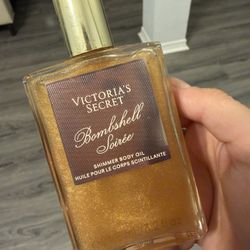 VICTORIA'S
SECRET
Bombshell
Soirée
SHIMMER BODY OIL
HUILE POUR LE CORPS SCINTILLANTE